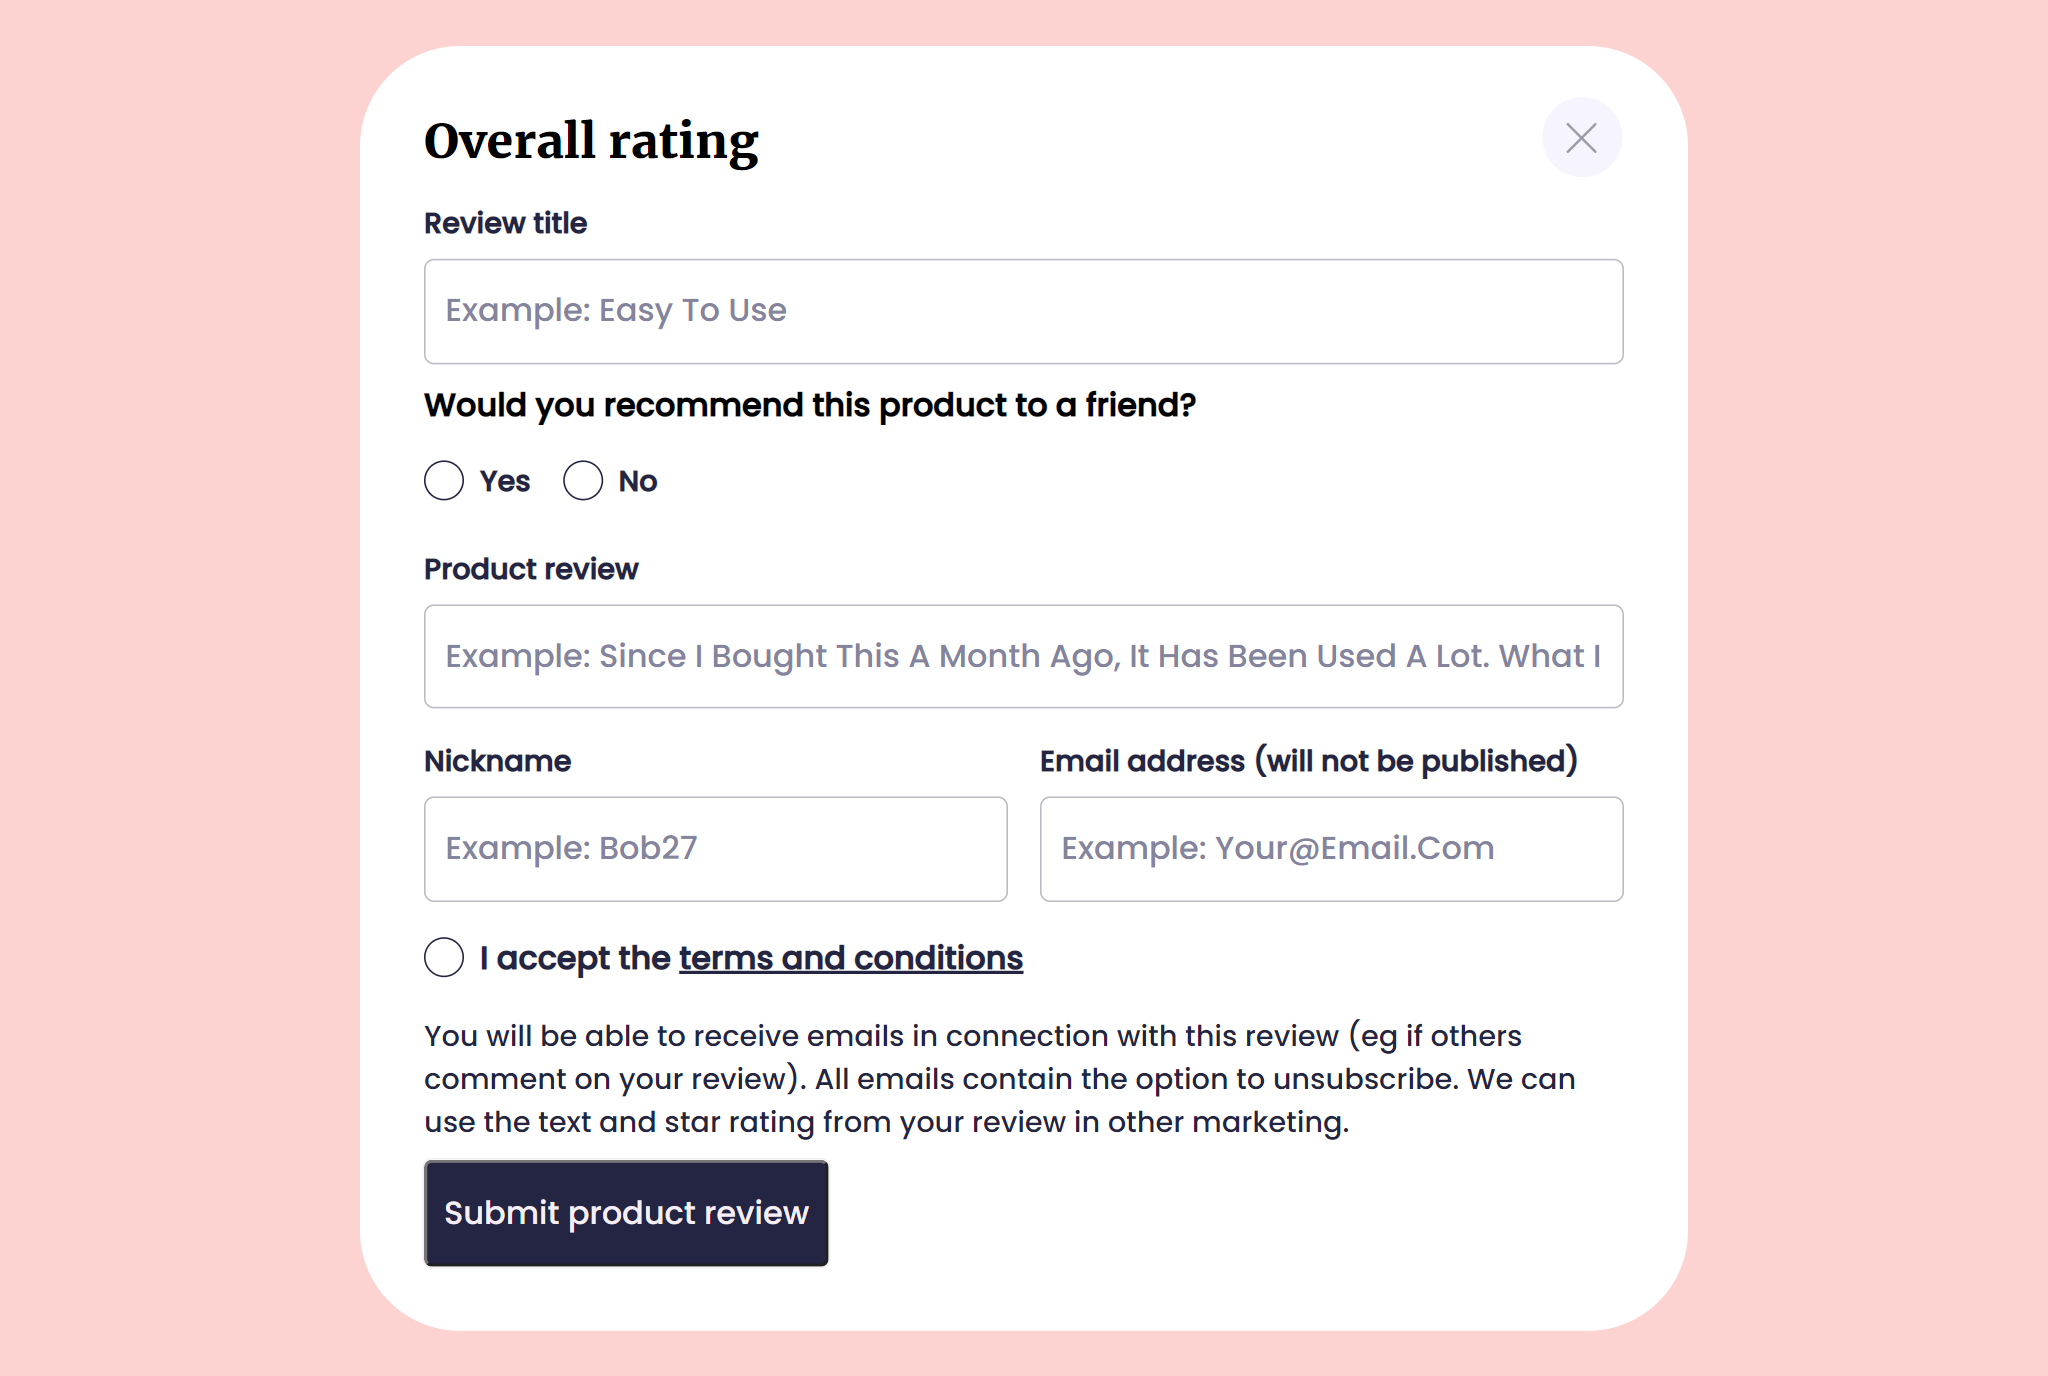 Overall rating
Review title
Example: Easy To Use
Would you recommend this product to a friend?
Yes No
Product review
Example: Since I Bought This A Month Ago, It Has Been Used A Lot. What I
Nickname Email address (will not be published)
Example: Bob27 Example: Your@Email.Com
I accept the terms and conditions
You will be able to receive emails in connection with this review (eg if others
comment on your review). All emails contain the option to unsubscribe. We can
use the text and star rating from your review in other marketing.
Submit product review